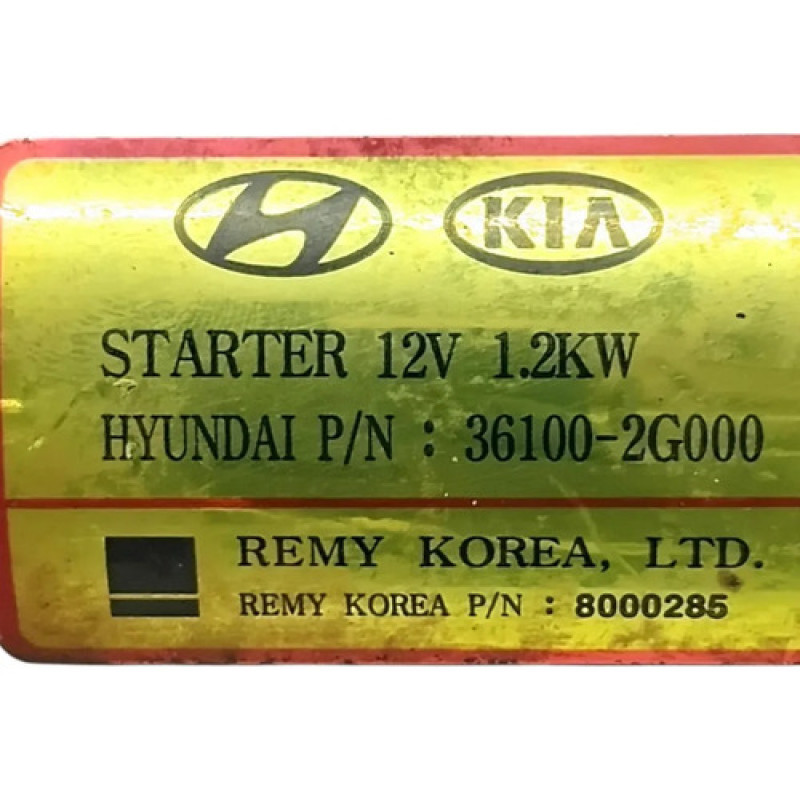 KIA
STARTER 12V 1.2KW
HYUNDAI P/N : 36100-2G000
REMY KOREA, LTD.
REMY KOREA P/N : 8000285